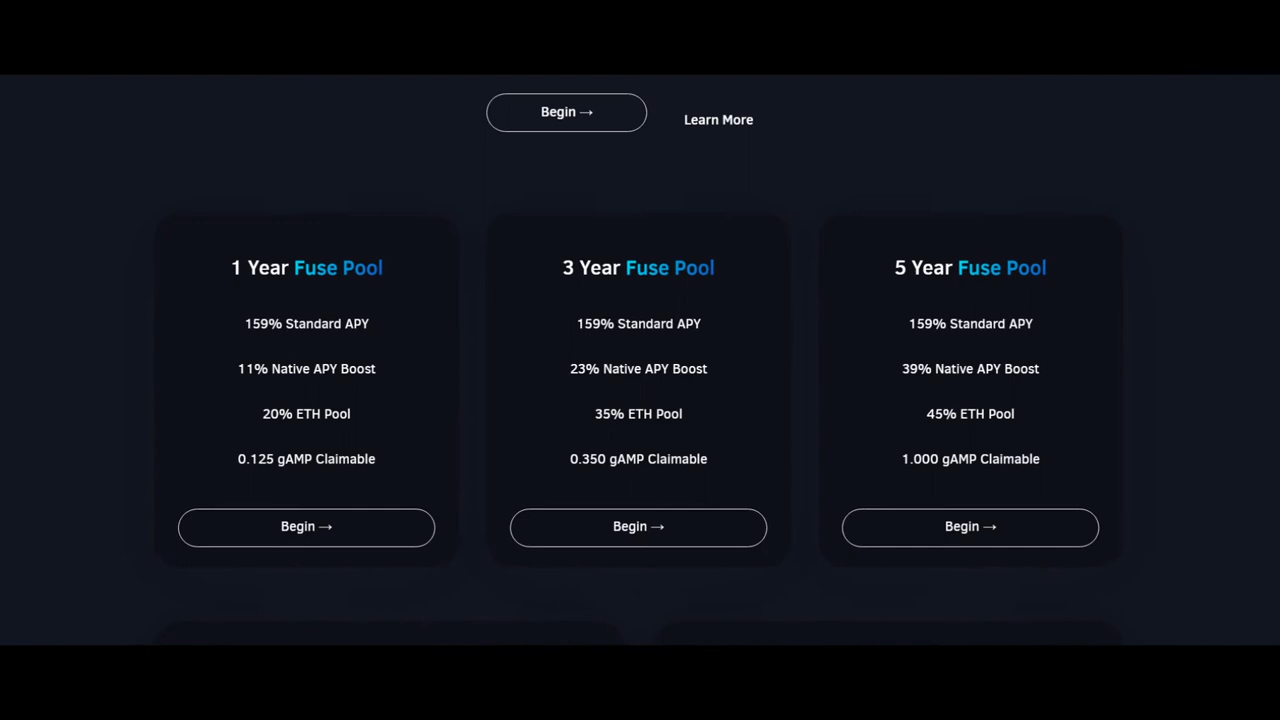 Begin →
Learn More
1 Year Fuse Pool
159% Standard APY
11% Native APY Boost
20% ETH Pool
0.125 gAMP Claimable
Begin →
3 Year Fuse Pool
159% Standard APY
23% Native APY Boost
35% ETH Pool
0.350 gAMP Claimable
Begin →
5 Year Fuse Pool
159% Standard APY
39% Native APY Boost
45% ETH Pool
1.000 gAMP Claimable
Begin →